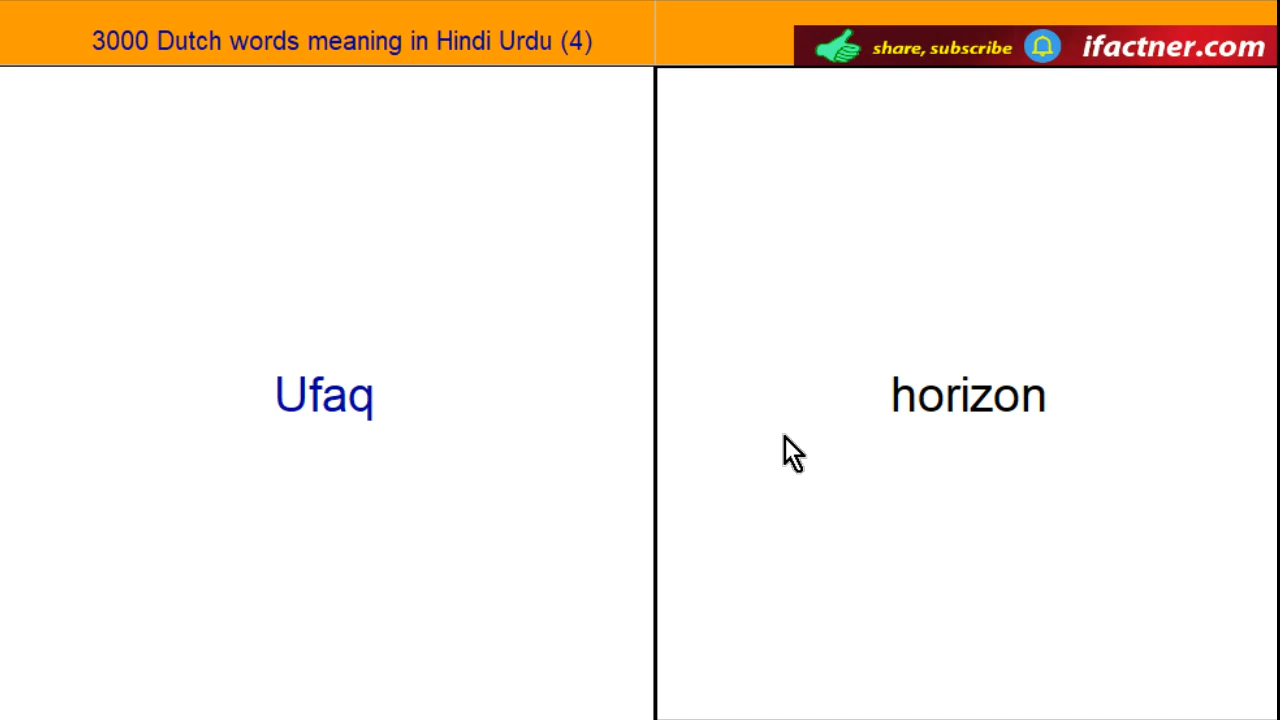 3000 Dutch words meaning in Hindi Urdu (4)
share, subscribe
ifactner.com
Ufaq
horizon